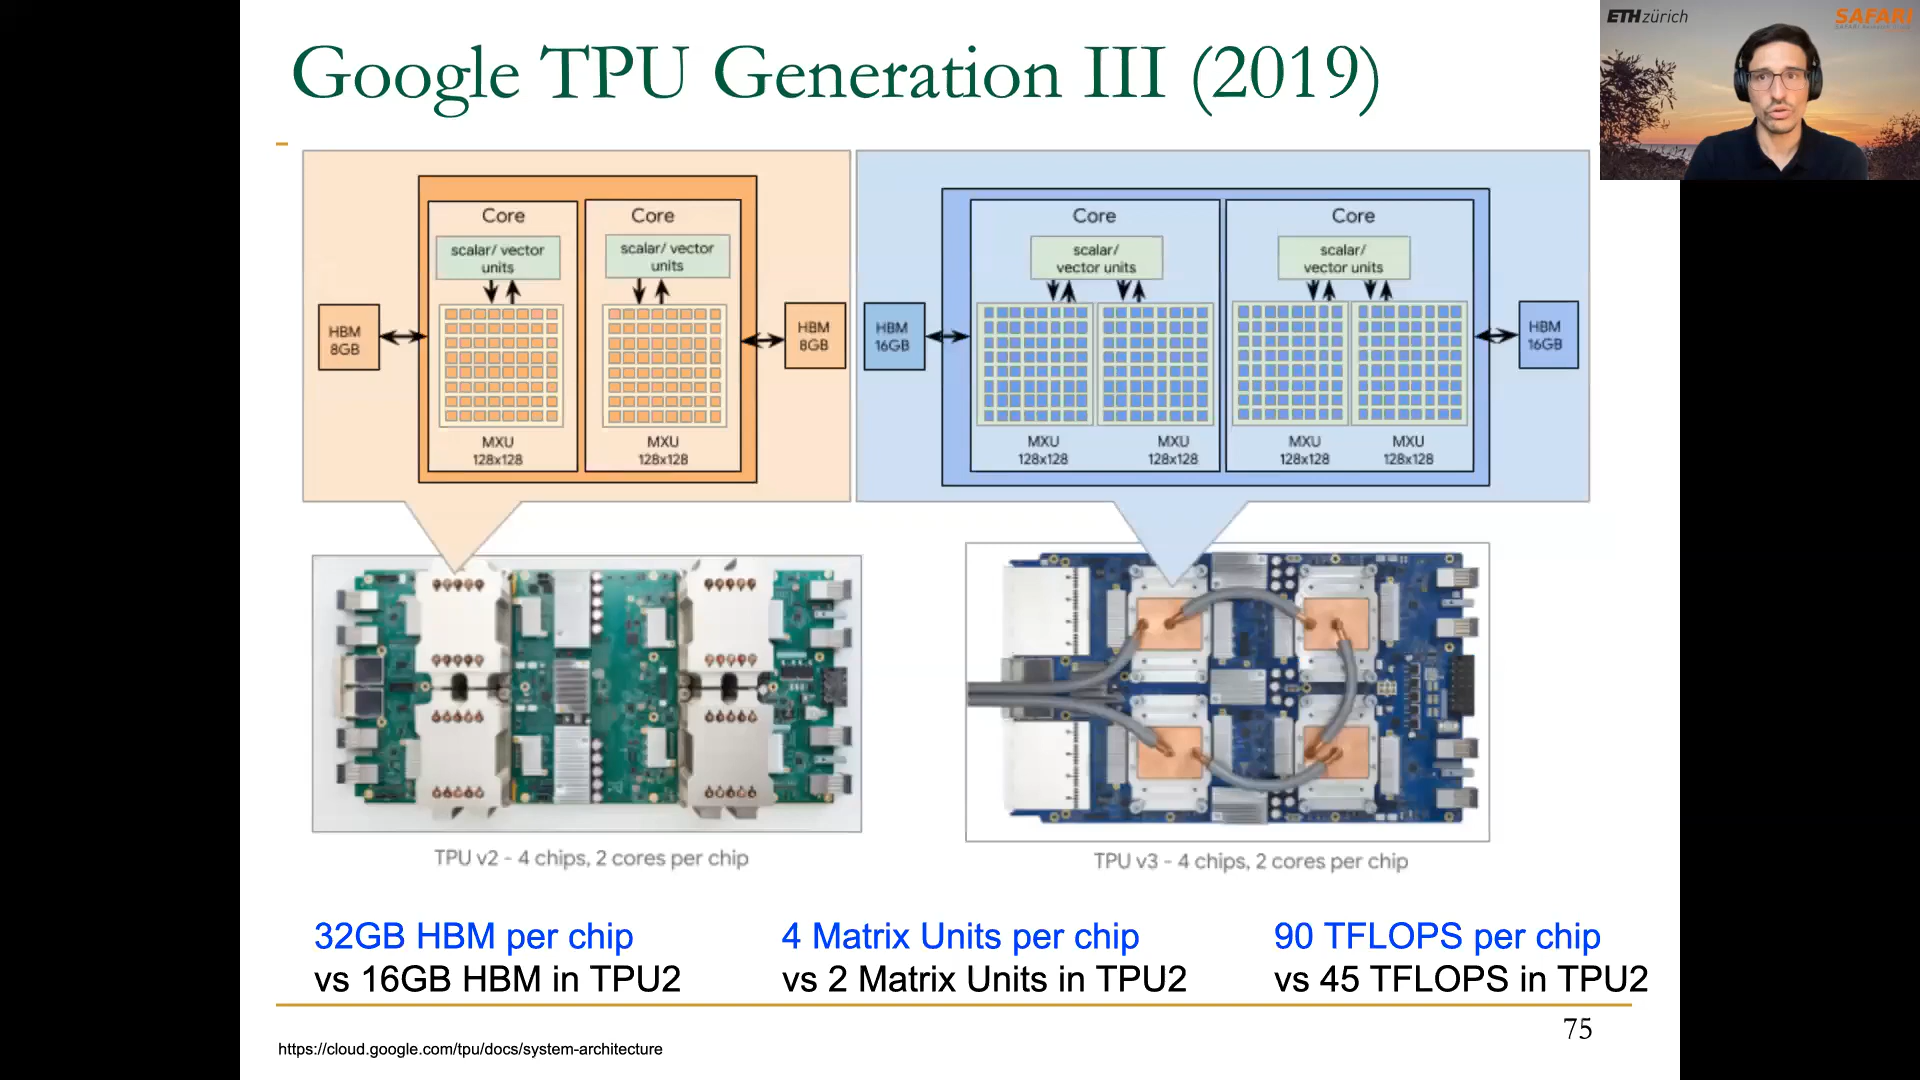 Google TPU Generation III (2019)
ETH zürich
SAFARI
Core
Core
scalar/ vector
units
scalar/ vector
units
HBM
8GB
HBM
8GB
MXU
128x128
MXU
128x128
Core
Core
scalar/
vector units
scalar/
vector units
HBM
16GB
HBM
16GB
MXU
128x128
MXU
128x128
MXU
128x128
MXU
128x128
TPU v2 - 4 chips, 2 cores per chip
TPU v3 - 4 chips, 2 cores per chip
32GB HBM per chip
vs 16GB HBM in TPU2
4 Matrix Units per chip
vs 2 Matrix Units in TPU2
90 TFLOPS per chip
vs 45 TFLOPS in TPU2
75
https://cloud.google.com/tpu/docs/system-architecture